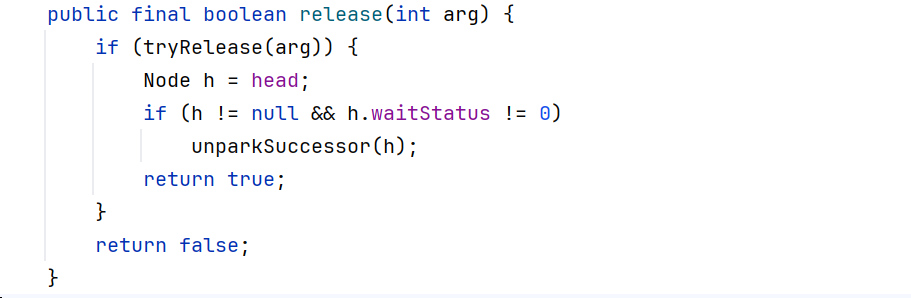 public final boolean release(int arg) {
    if (tryRelease(arg)) {
        Node h = head;
        if (h != null && h.waitStatus != 0)
            unparkSuccessor(h);
        return true;
    }
    return false;
}